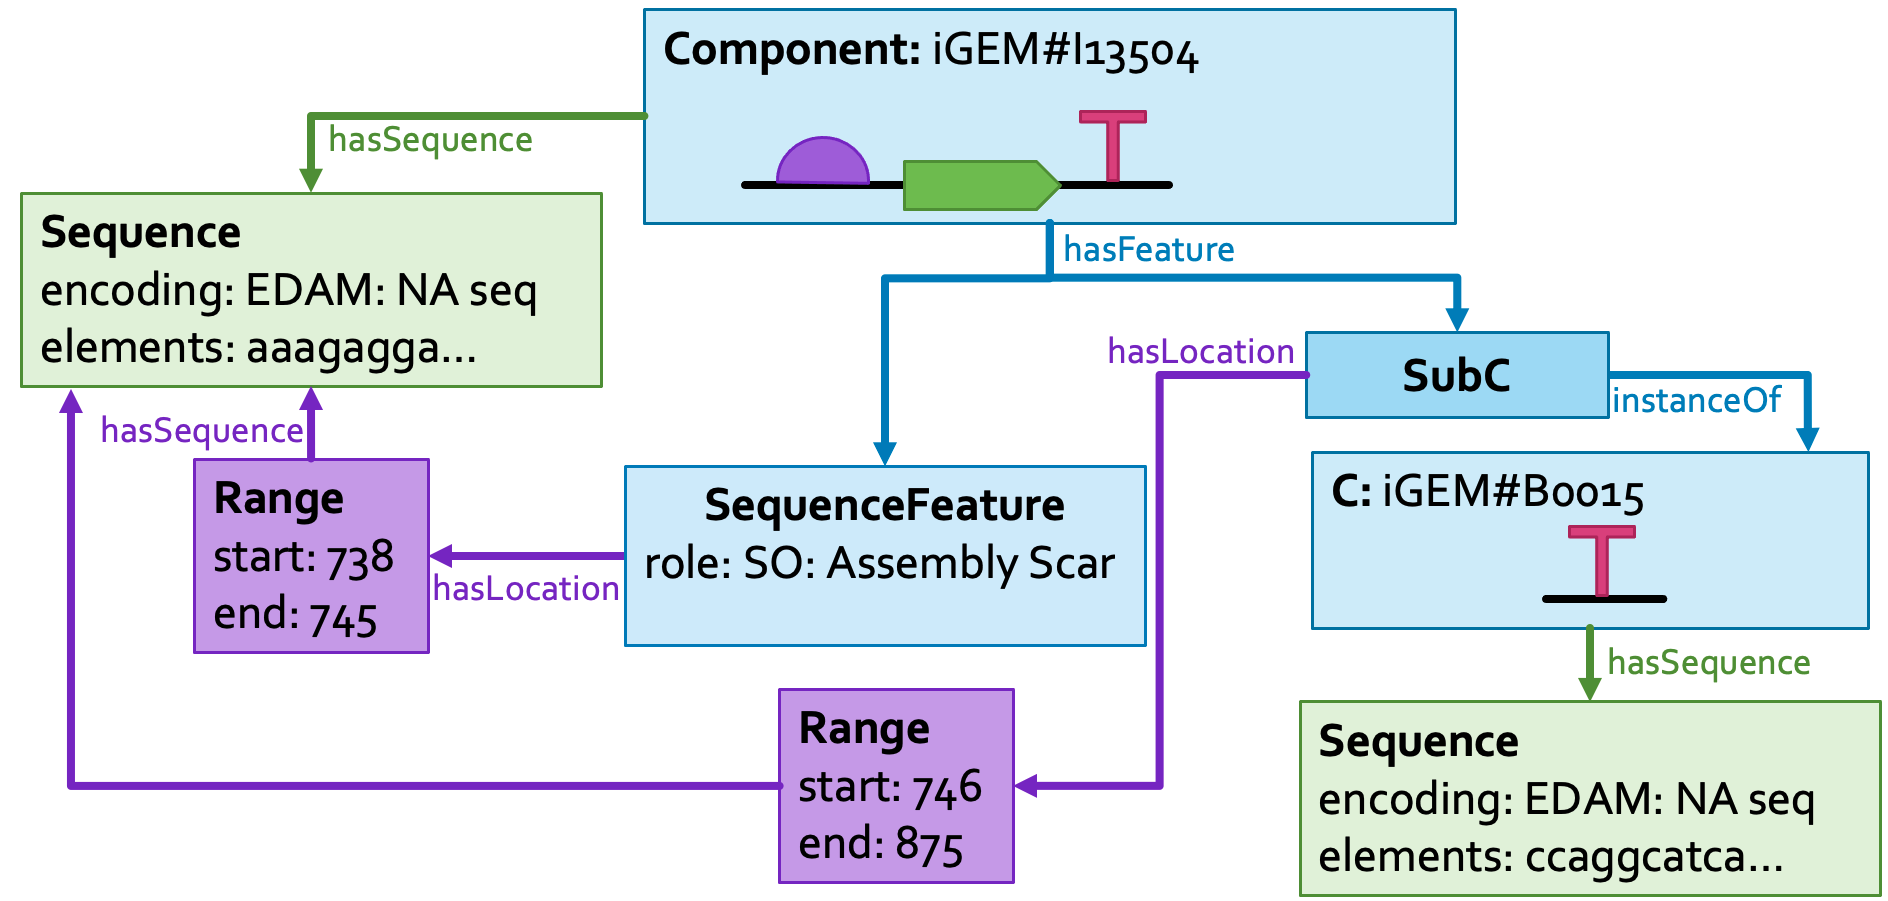 Component: iGEM#I13504
hasSequence
Sequence
encoding: EDAM: NA seq
elements: aaagagga...
hasFeature
hasLocation
SubC
instanceOf
hasSequence
Range
start: 738
end: 745
hasLocation
SequenceFeature
role: SO: Assembly Scar
C: iGEM#B0015
hasSequence
Range
start: 746
end: 875
Sequence
encoding: EDAM: NA seq
elements: ccaggcatca...